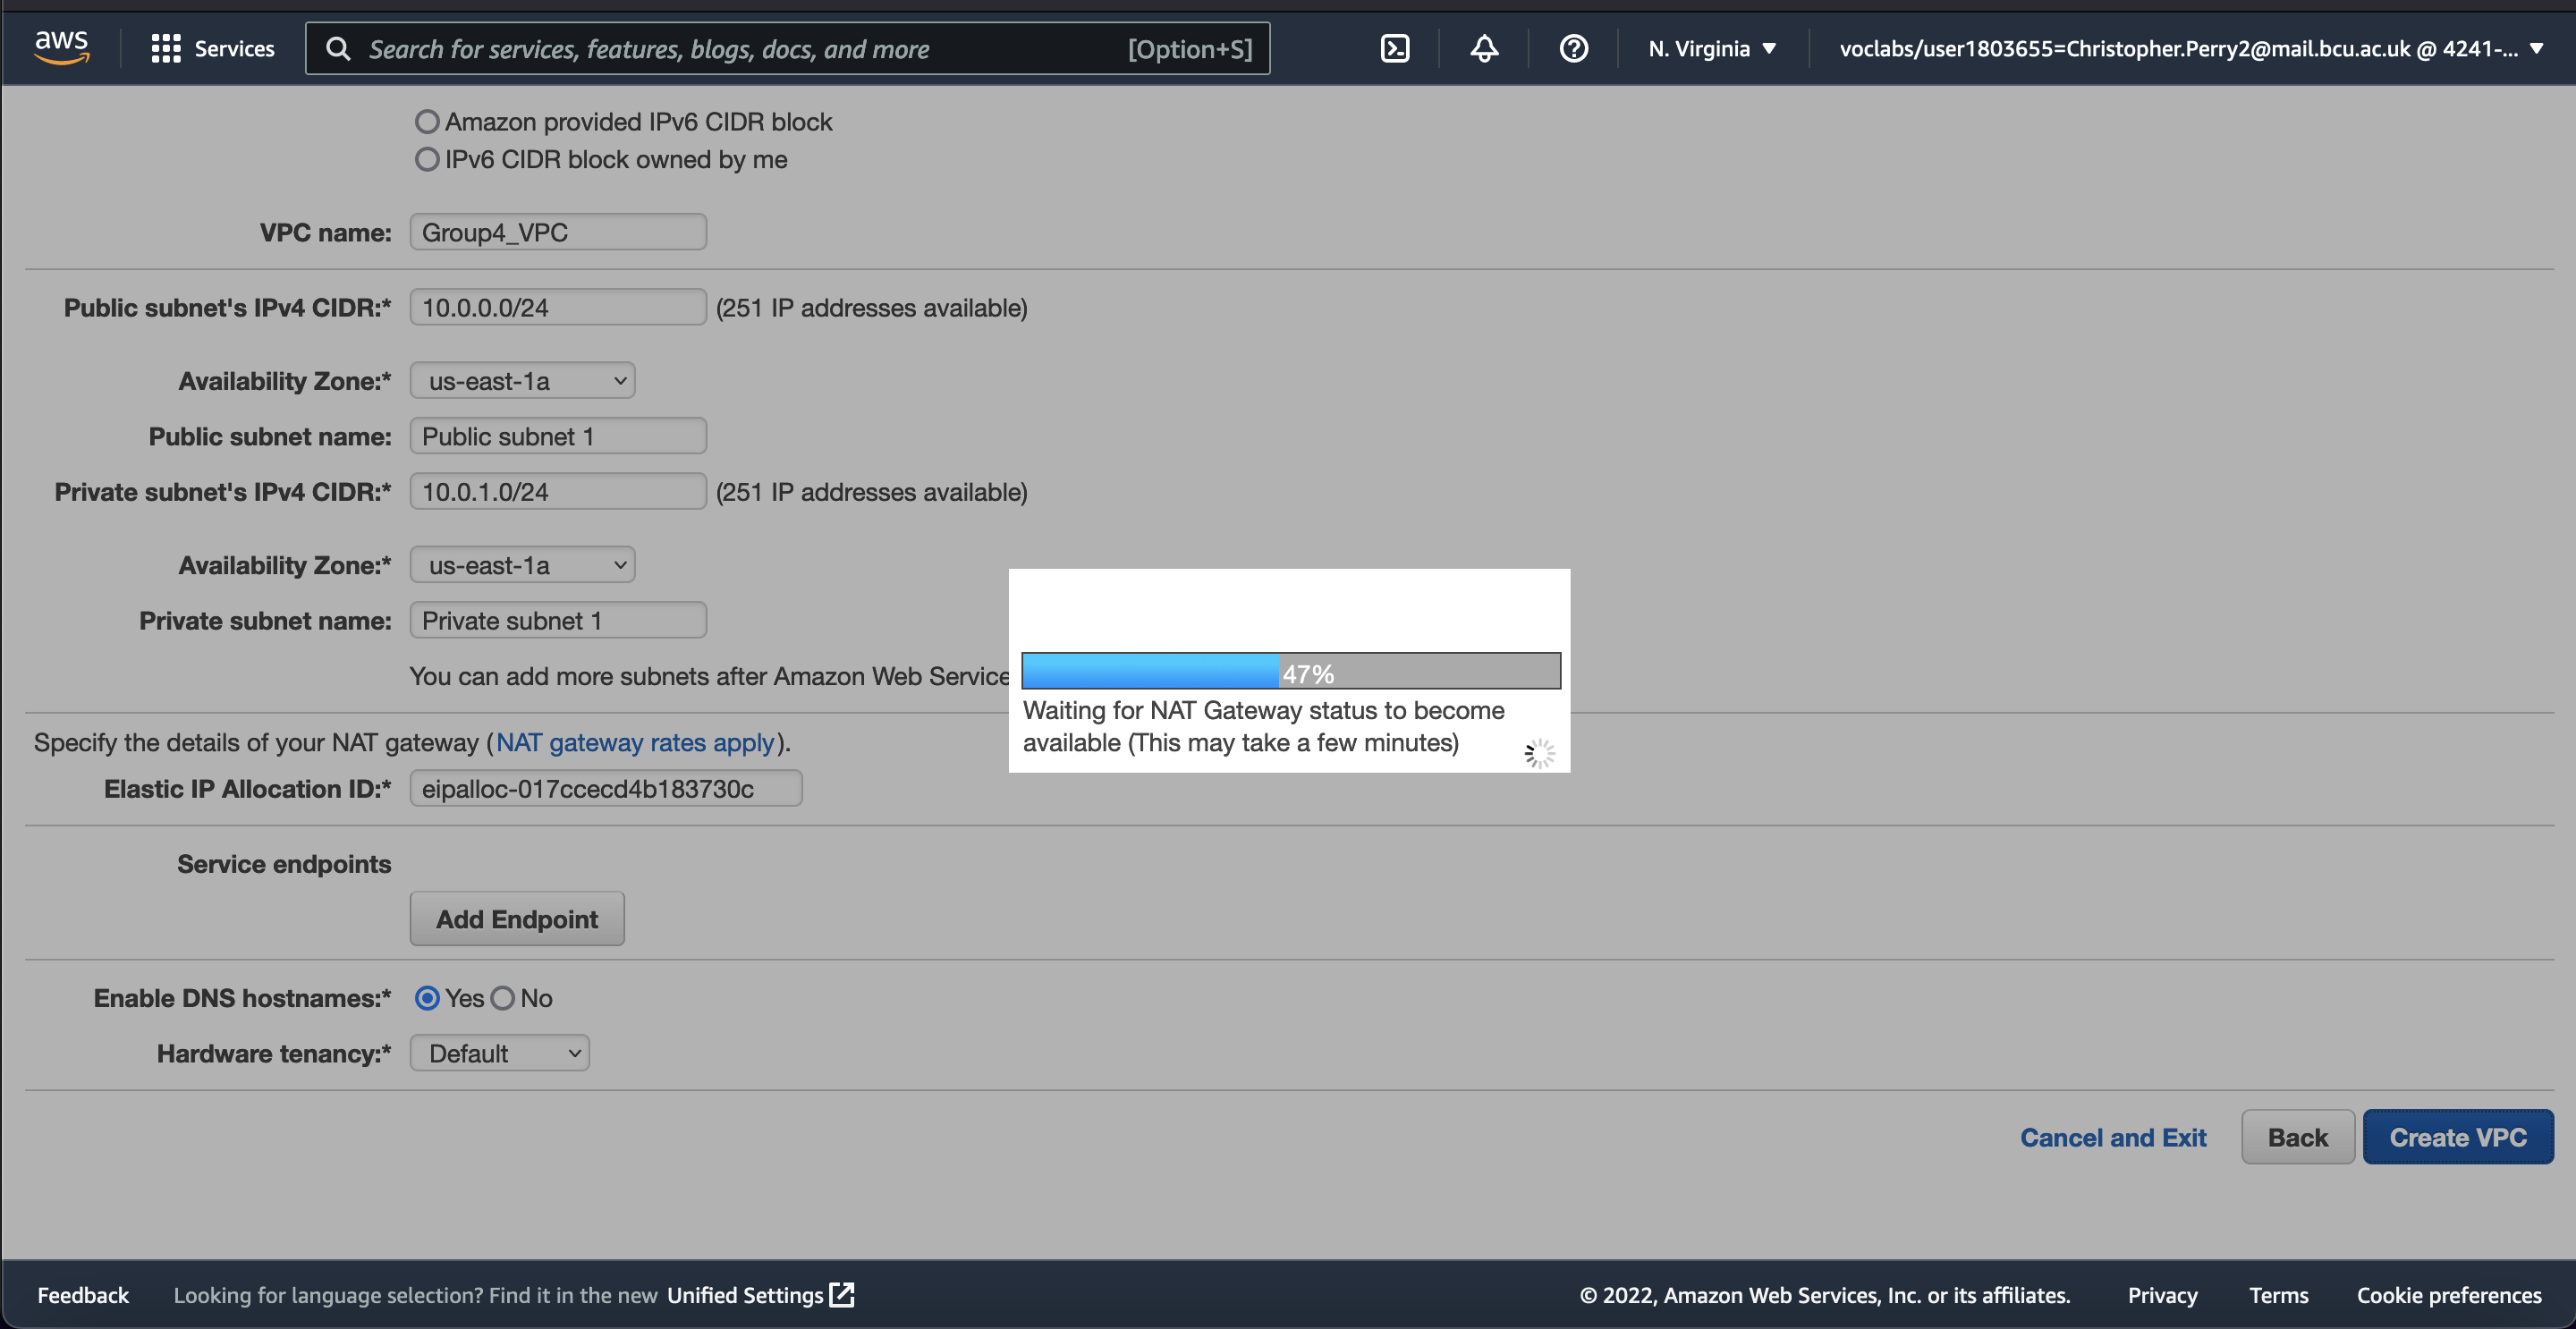 aws
Services
Search for services, features, blogs, docs, and more [Option+S]
N. Virginia ▼
voclabs/user1803655=Christopher.Perry2@mail.bcu.ac.uk @ 4241-... ▼
Amazon provided IPv6 CIDR block
IPv6 CIDR block owned by me
VPC name: Group4_VPC
Public subnet's IPv4 CIDR:* 10.0.0.0/24 (251 IP addresses available)
Availability Zone:* us-east-1a
Public subnet name: Public subnet 1
Private subnet's IPv4 CIDR:* 10.0.1.0/24 (251 IP addresses available)
Availability Zone:* us-east-1a
Private subnet name: Private subnet 1
You can add more subnets after Amazon Web Service
47%
Waiting for NAT Gateway status to become
available (This may take a few minutes)
Specify the details of your NAT gateway (NAT gateway rates apply).
Elastic IP Allocation ID:* eipalloc-017ccecd4b183730c
Service endpoints
Add Endpoint
Enable DNS hostnames:* Yes No
Hardware tenancy:* Default
Cancel and Exit Back Create VPC
Feedback Looking for language selection? Find it in the new Unified Settings © 2022, Amazon Web Services, Inc. or its affiliates. Privacy Terms Cookie preferences